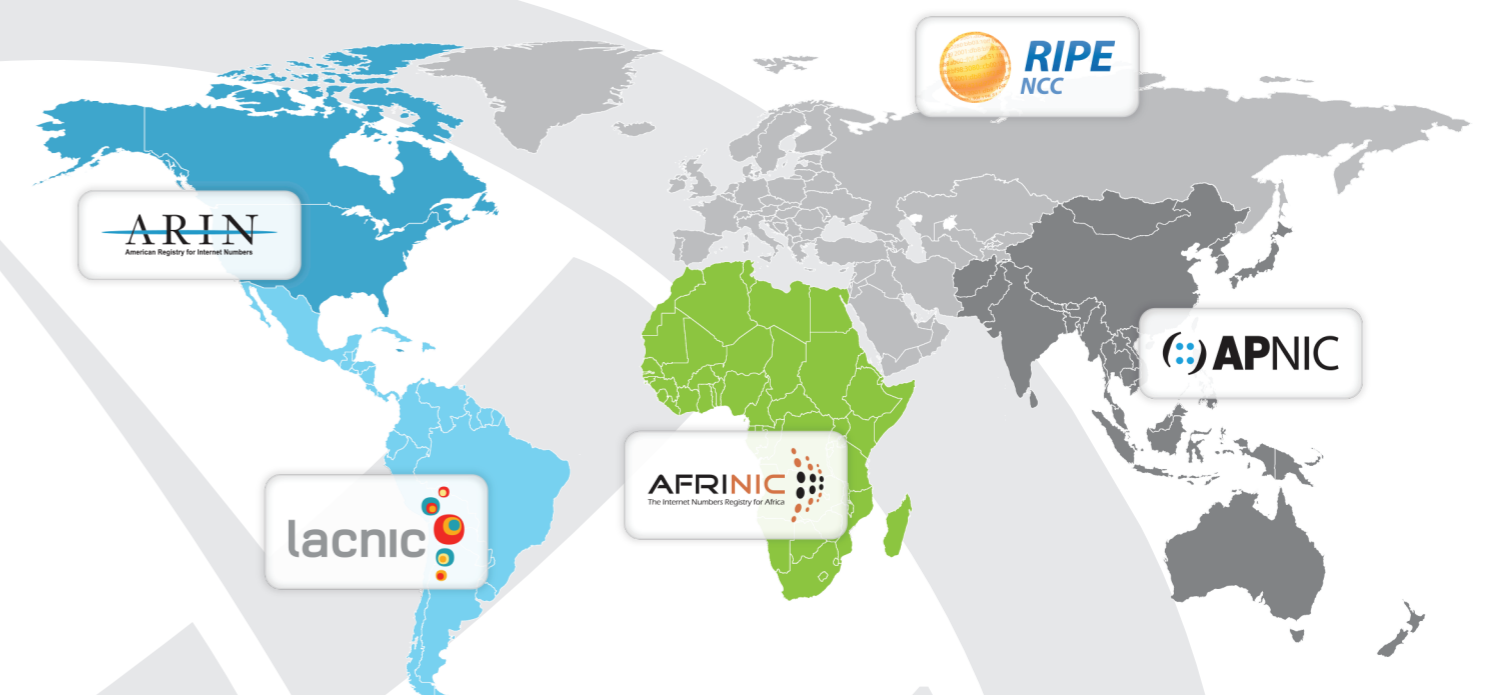 RIPE
NCC
ARIN
American Registry for Internet Numbers
APNIC
AFRINIC
The Internet Numbers Registry for Africa
lacnic